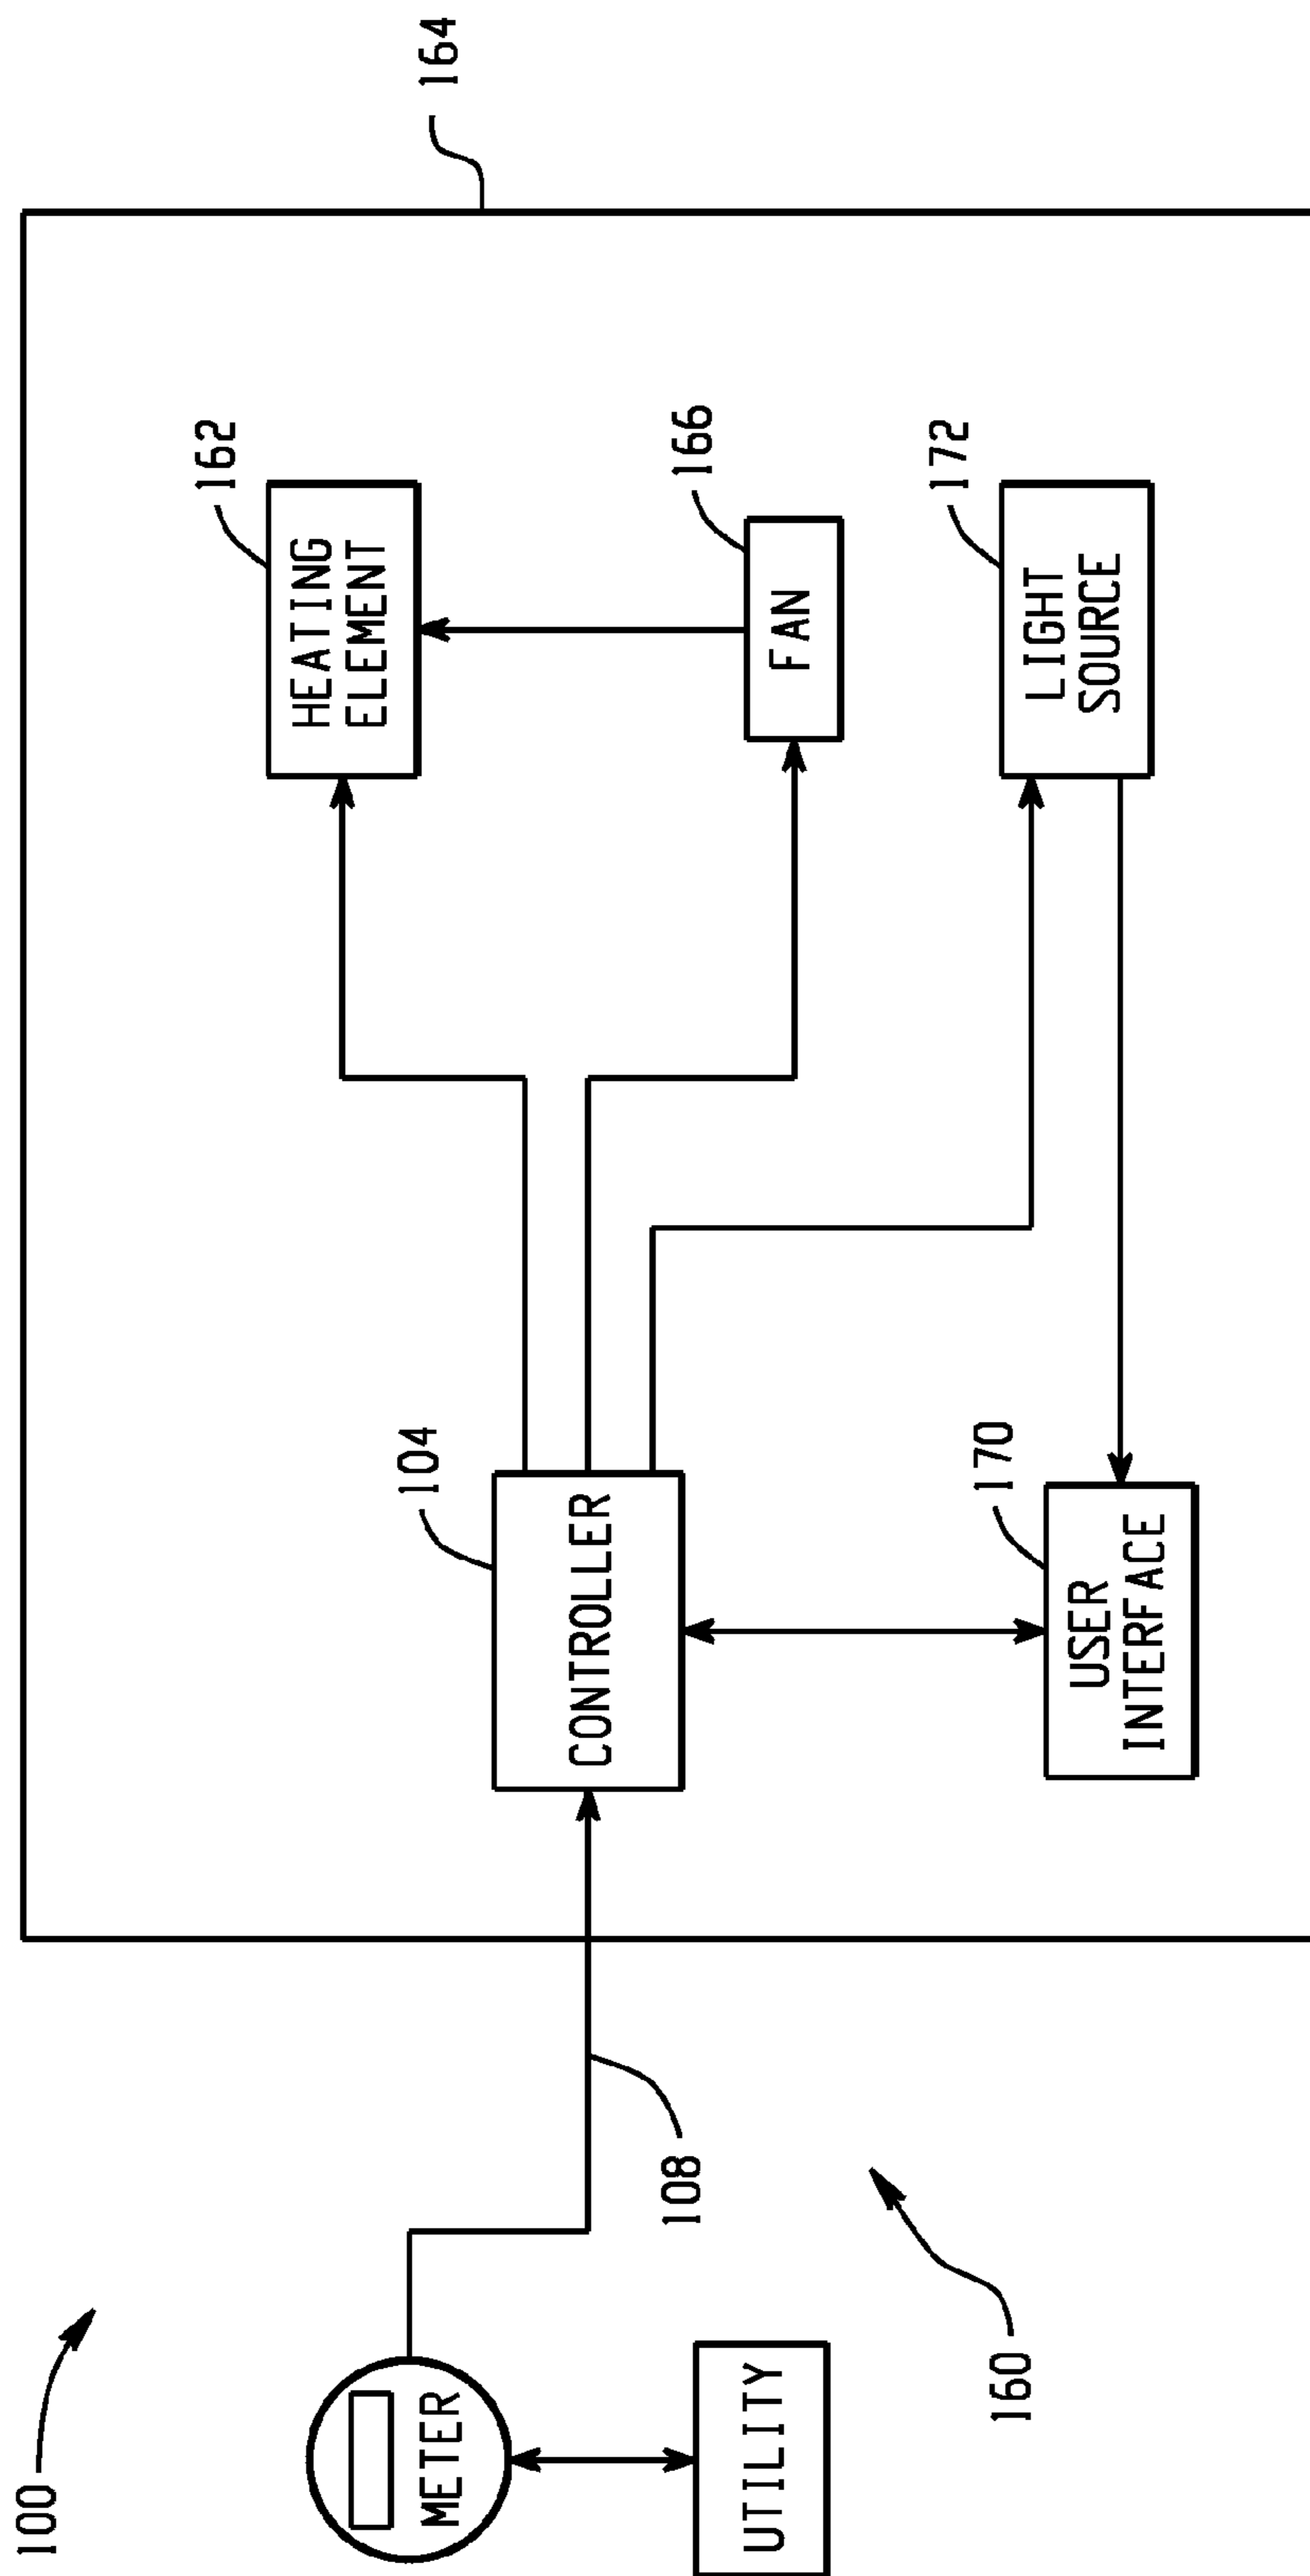 100
METER
UTILITY
160
108
104
CONTROLLER
170
USER
INTERFACE
162
HEATING
ELEMENT
166
FAN
172
LIGHT
SOURCE
164